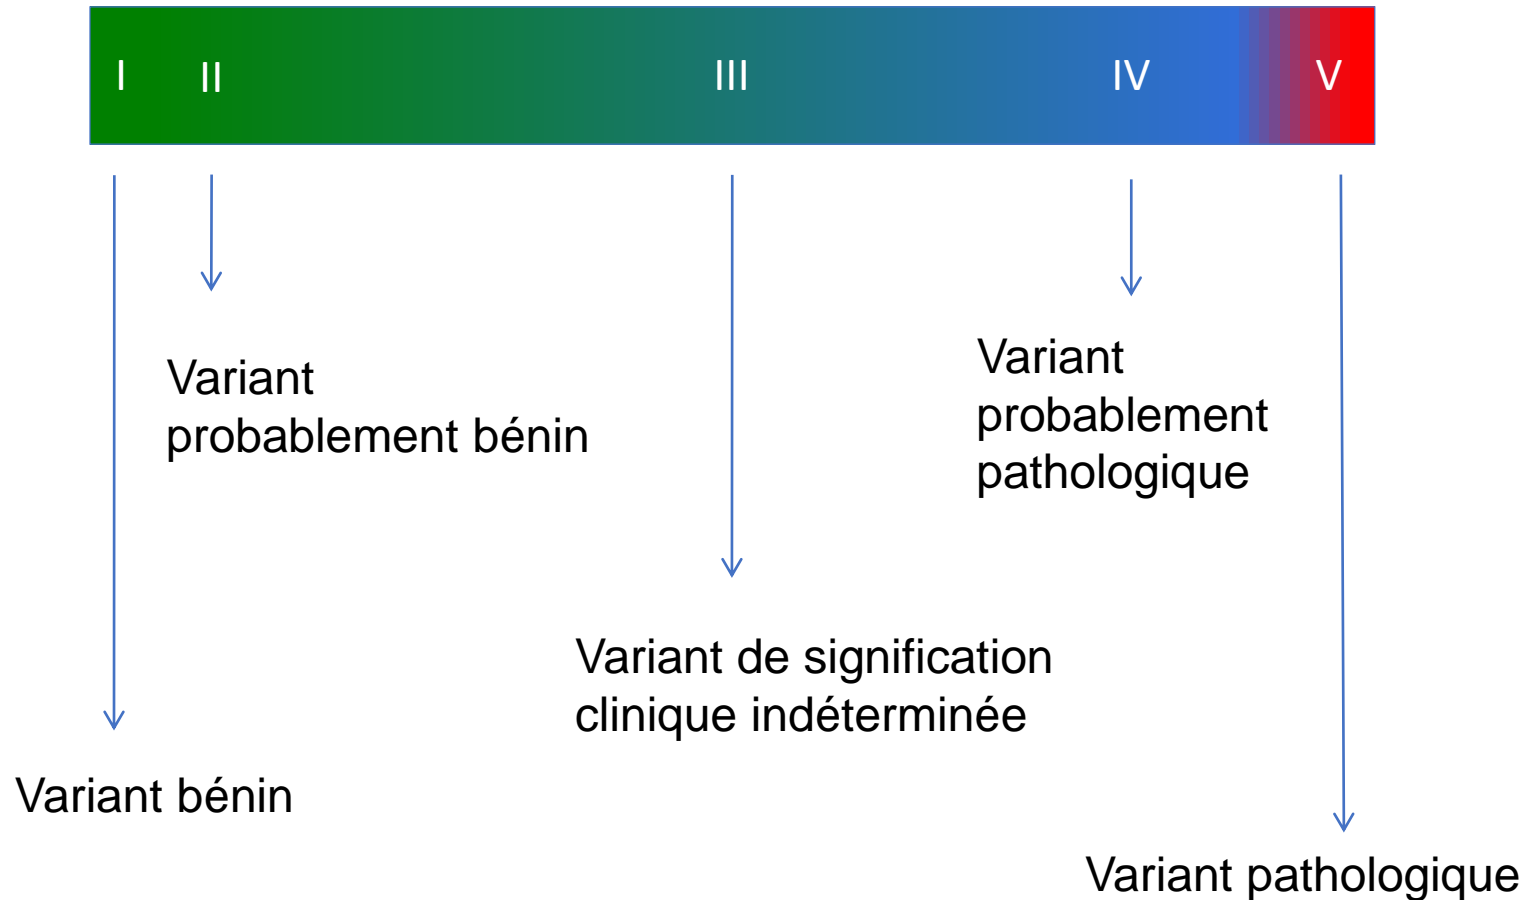 I II III IV V
Variant
probablement bénin
Variant
probablement
pathologique
Variant de signification
clinique indéterminée
Variant bénin
Variant pathologique